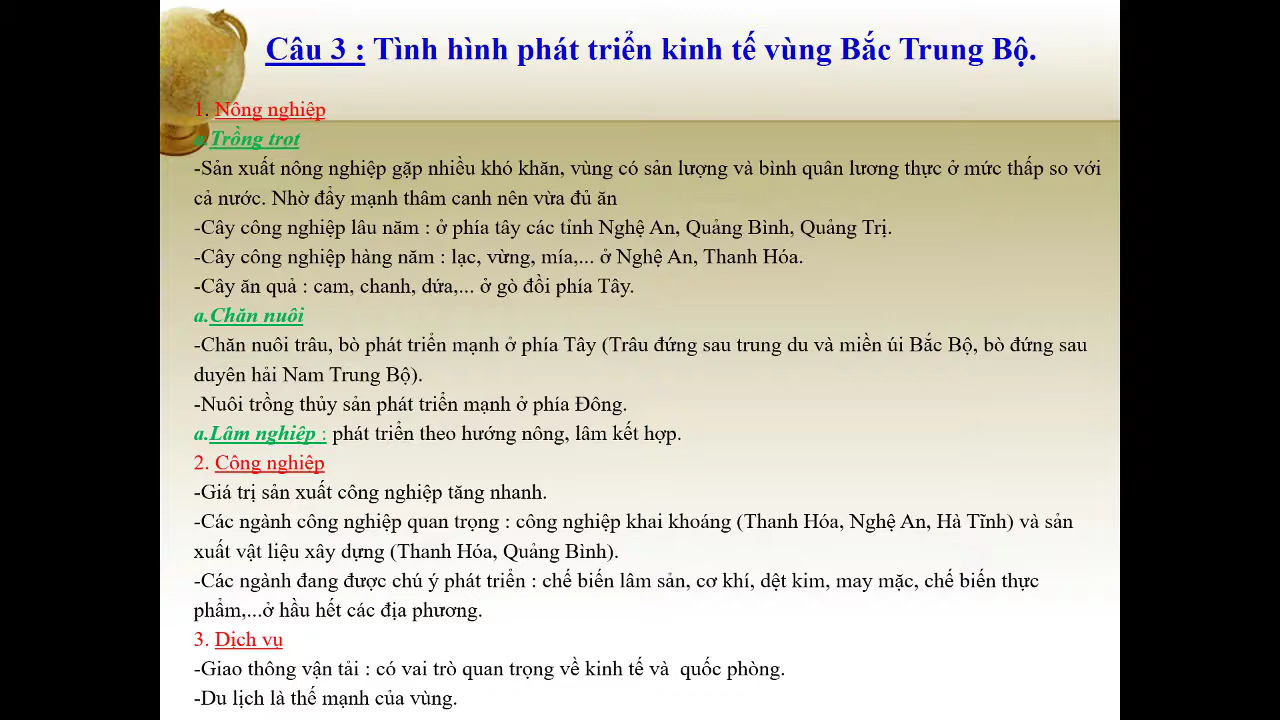 Câu 3 : Tình hình phát triển kinh tế vùng Bắc Trung Bộ.
1. Nông nghiệp
a.Trồng trot
-Sản xuất nông nghiệp gặp nhiều khó khăn, vùng có sản lượng và bình quân lương thực ở mức thấp so với
cả nước. Nhờ đẩy mạnh thâm canh nên vừa đủ ăn
-Cây công nghiệp lâu năm : ở phía tây các tỉnh Nghệ An, Quảng Bình, Quảng Trị.
-Cây công nghiệp hàng năm : lạc, vừng, mía,... ở Nghệ An, Thanh Hóa.
-Cây ăn quả : cam, chanh, dứa,... ở gò đồi phía Tây.
a.Chăn nuôi
-Chăn nuôi trâu, bò phát triển mạnh ở phía Tây (Trâu đứng sau trung du và miền úi Bắc Bộ, bò đứng sau
duyên hải Nam Trung Bộ).
-Nuôi trồng thủy sản phát triển mạnh ở phía Đông.
a.Lâm nghiệp : phát triển theo hướng nông, lâm kết hợp.
2. Công nghiệp
-Giá trị sản xuất công nghiệp tăng nhanh.
-Các ngành công nghiệp quan trọng : công nghiệp khai khoáng (Thanh Hóa, Nghệ An, Hà Tĩnh) và sản
xuất vật liệu xây dựng (Thanh Hóa, Quảng Bình).
-Các ngành đang được chú ý phát triển : chế biến lâm sản, cơ khí, dệt kim, may mặc, chế biến thực
phẩm,...ở hầu hết các địa phương.
3. Dịch vụ
-Giao thông vận tải : có vai trò quan trọng về kinh tế và  quốc phòng.
-Du lịch là thế mạnh của vùng.